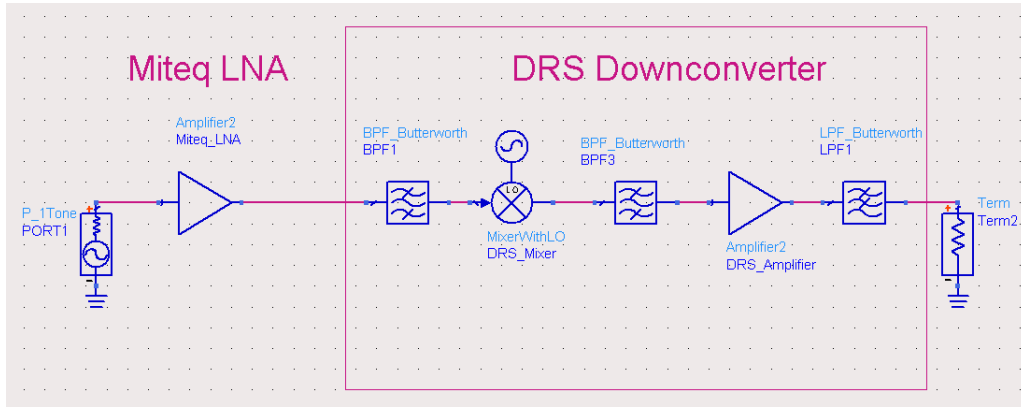 Miteq LNA
DRS Downconverter
Amplifier2
Miteq_LNA
BPF_Butterworth
BPF1
BPF_Butterworth
BPF3
LPF_Butterworth
LPF1
LO
P_1Tone
PORT1
MixerWithLO
DRS_Mixer
Amplifier2
DRS_Amplifier
Term
Term2